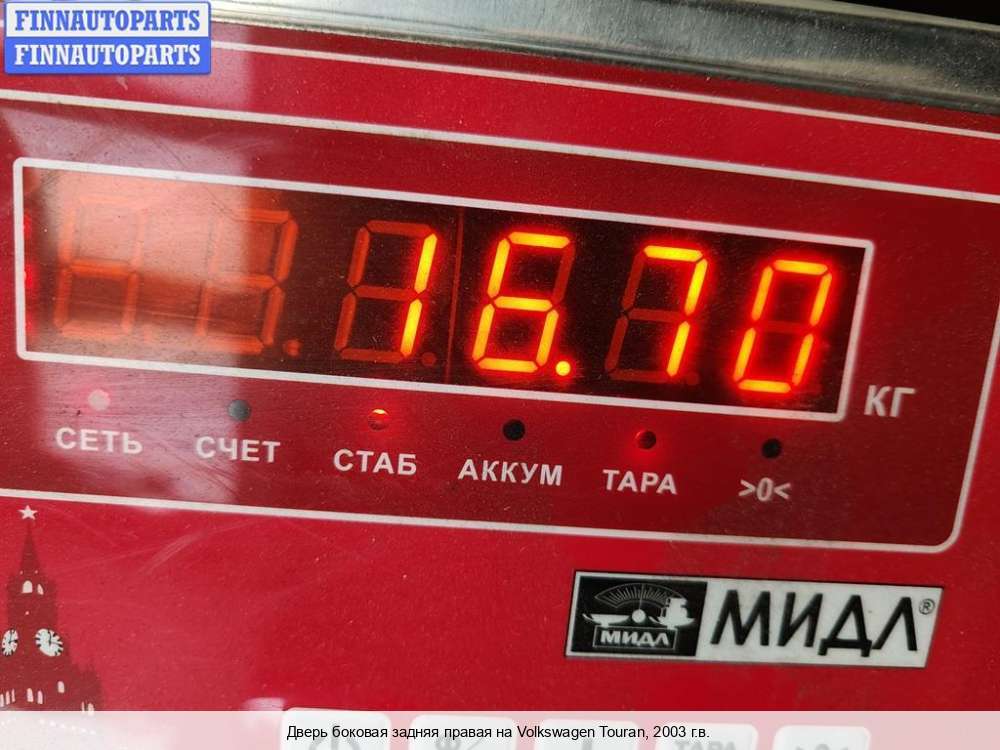 FINNAUTOPARTS
FINNAUTOPARTS
16.70
КГ
СЕТЬ СЧЕТ СТАБ АККУМ ТАРА >0<
МИДЛ МИДЛ®
ТАРА
Дверь боковая задняя правая на Volkswagen Touran, 2003 г.в.